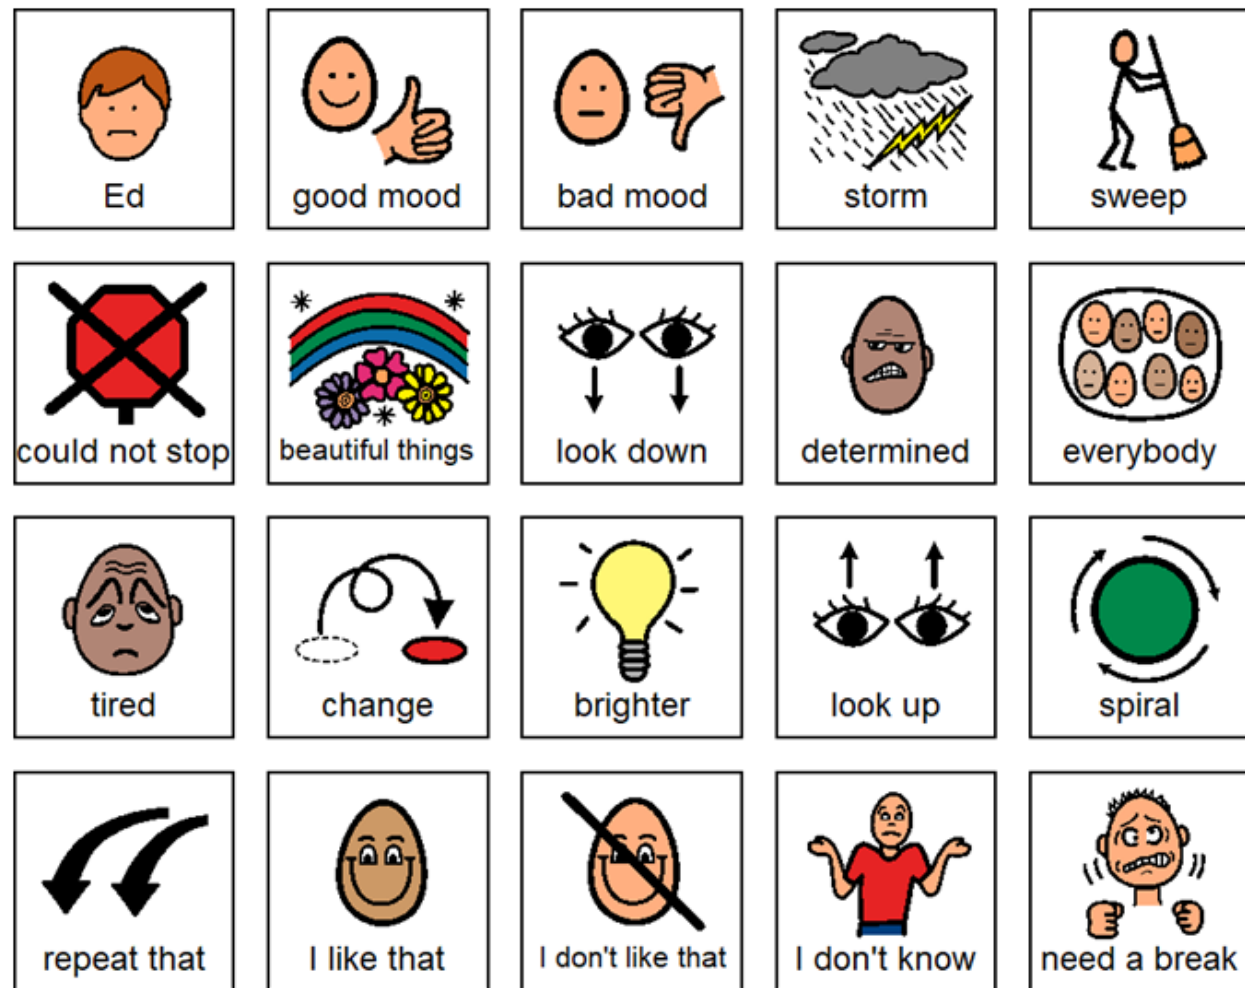 Ed
good mood
bad mood
storm
sweep
could not stop
beautiful things
look down
determined
everybody
tired
change
brighter
look up
spiral
repeat that
I like that
I don't like that
I don't know
need a break